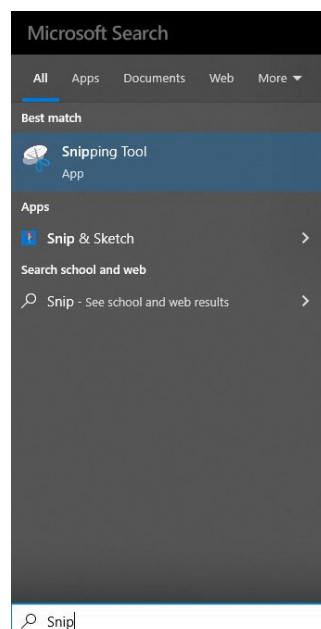 Microsoft Search
All Apps Documents Web More
Best match
Snipping Tool
App
Apps
Snip & Sketch
Search school and web
Snip - See school and web results
Snip